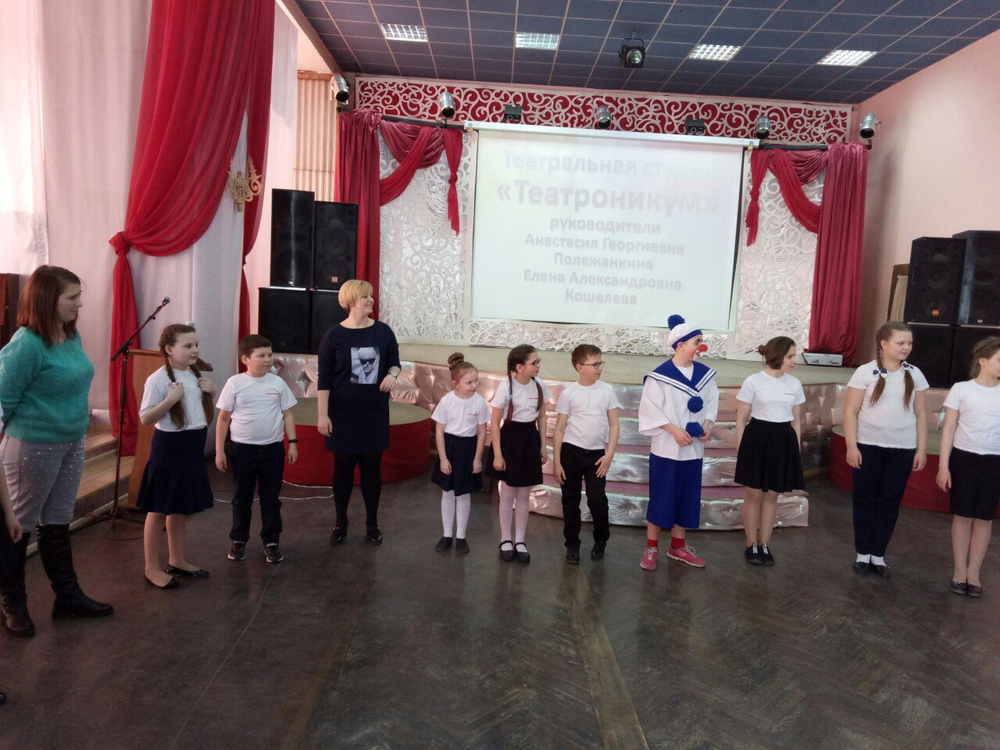 Театральная студия
«Театроникум»
руководители
Анастасия Георгиевна
Полежанкина
Елена Александровна
Кошелева